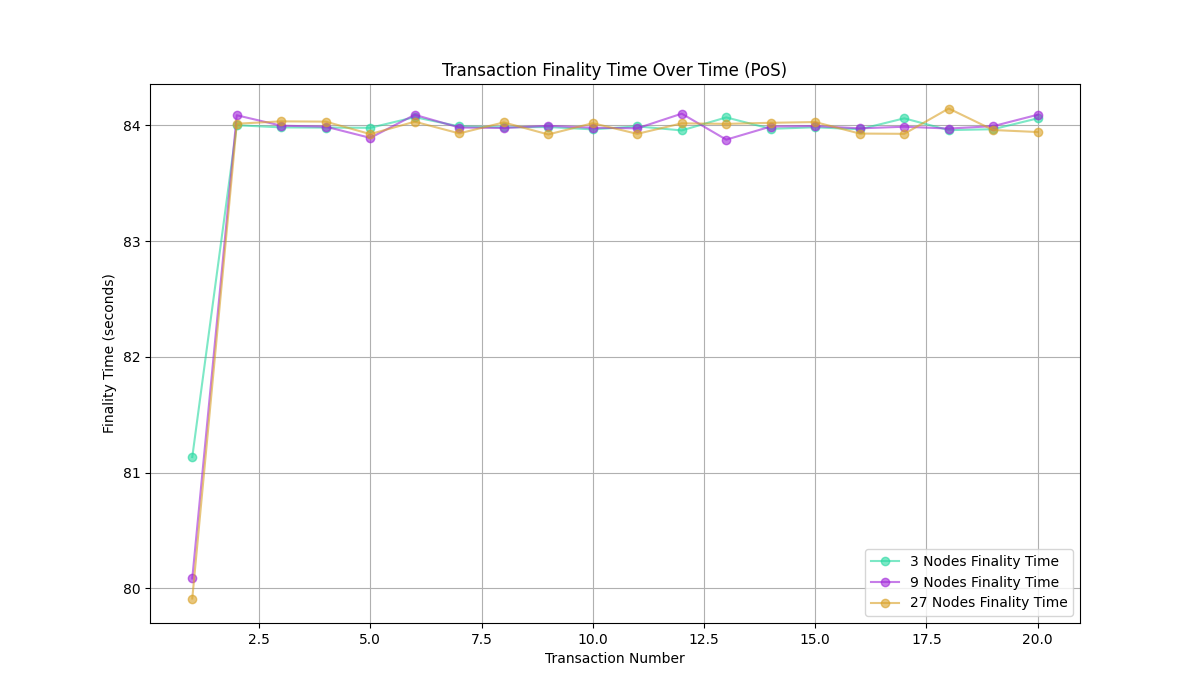 Transaction Finality Time Over Time (PoS)
84
83
82
81
80
Finality Time (seconds)
2.5 5.0 7.5 10.0 12.5 15.0 17.5 20.0
Transaction Number
3 Nodes Finality Time
9 Nodes Finality Time
27 Nodes Finality Time